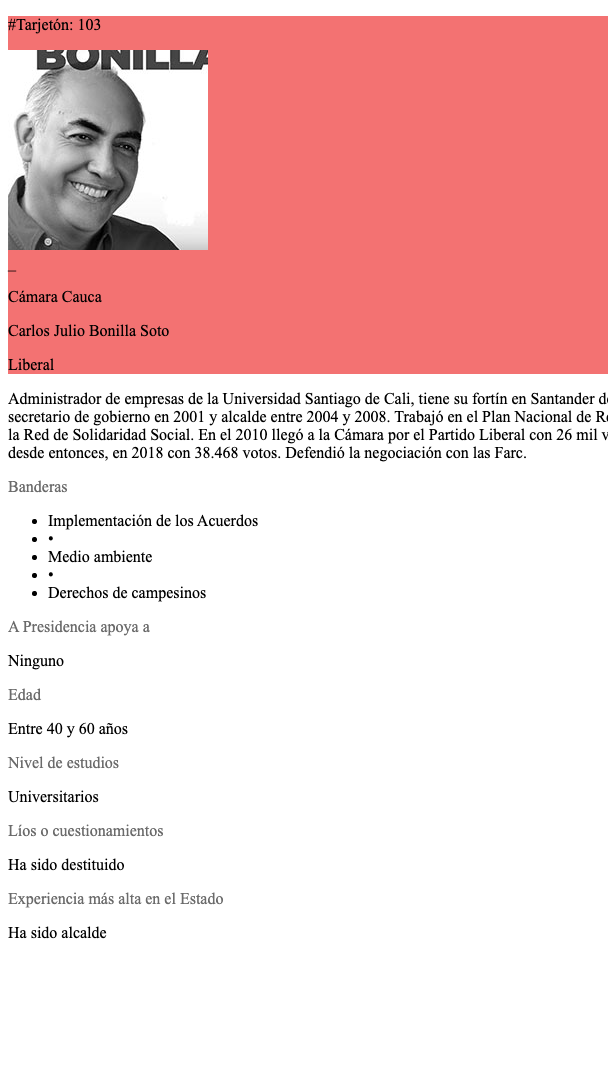 #Tarjetón: 103
BONILLA
_
Cámara Cauca
Carlos Julio Bonilla Soto
Liberal
Administrador de empresas de la Universidad Santiago de Cali, tiene su fortín en Santander
secretario de gobierno en 2001 y alcalde entre 2004 y 2008. Trabajó en el Plan Nacional de
la Red de Solidaridad Social. En el 2010 llegó a la Cámara por el Partido Liberal con 26 mil
desde entonces, en 2018 con 38.468 votos. Defendió la negociación con las Farc.
Banderas
• Implementación de los Acuerdos
• •
• Medio ambiente
• •
• Derechos de campesinos
A Presidencia apoya a
Ninguno
Edad
Entre 40 y 60 años
Nivel de estudios
Universitarios
Líos o cuestionamientos
Ha sido destituido
Experiencia más alta en el Estado
Ha sido alcalde